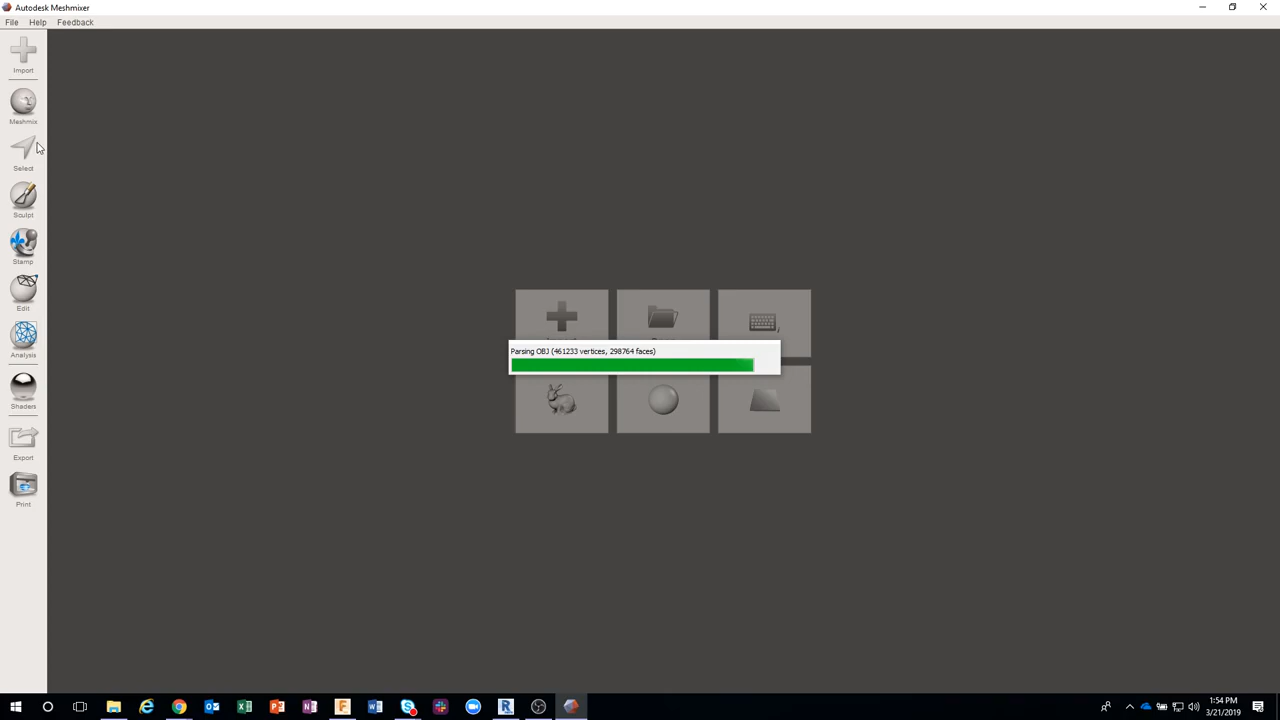 Autodesk Meshmixer
File Help Feedback
Import
Meshmix
Select
Sculpt
Stamp
Edit
Analysis
Shaders
Export
Print
Parsing OBJ (461233 vertices, 298764 faces)
1:54 PM
3/21/2019